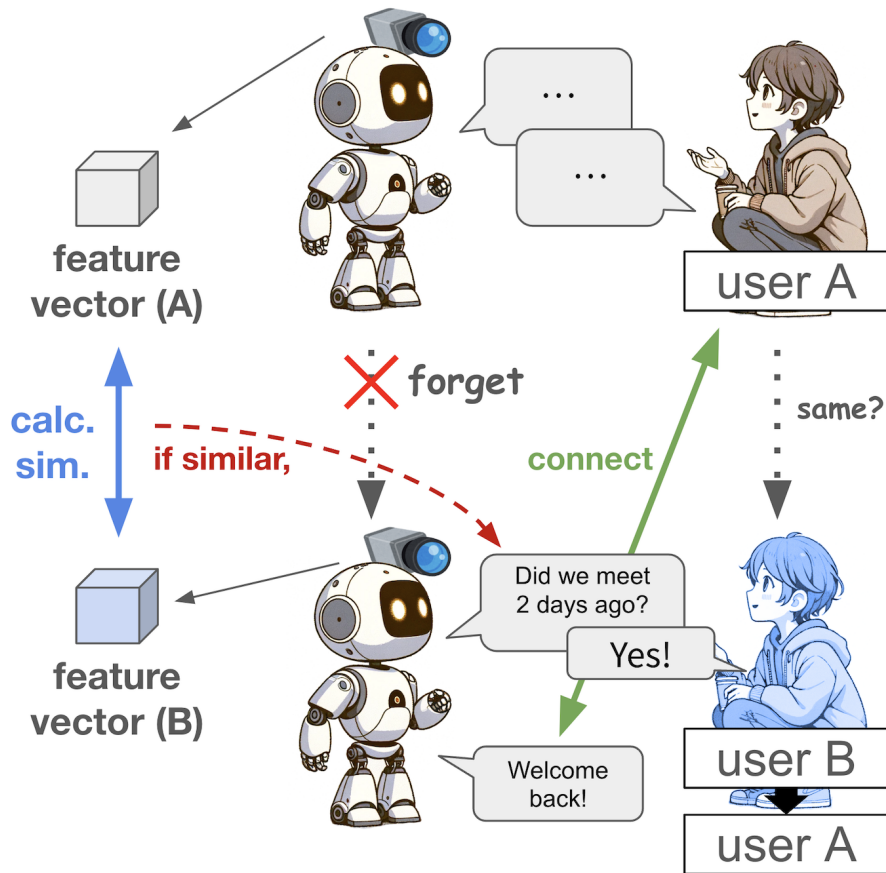 ...
...
feature
vector (A)
user A
forget
calc.
sim.
if similar,
connect
same?
Did we meet
2 days ago?
Yes!
feature
vector (B)
Welcome
back!
user B
user A